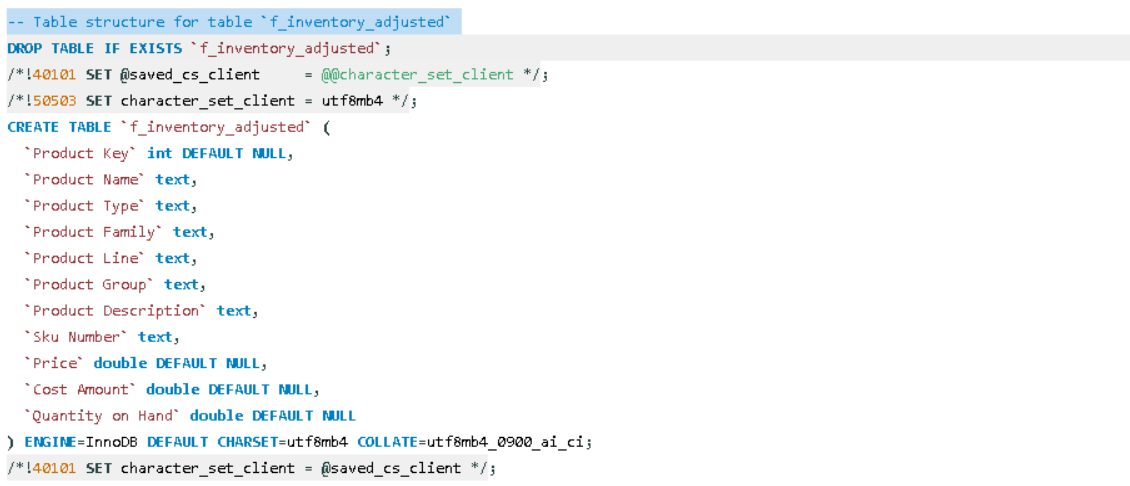 -- Table structure for table `f_inventory_adjusted`
DROP TABLE IF EXISTS `f_inventory_adjusted`;
/*!40101 SET @saved_cs_client     = @@character_set_client */;
/*!50503 SET character_set_client = utf8mb4 */;
CREATE TABLE `f_inventory_adjusted` (
  `Product Key` int DEFAULT NULL,
  `Product Name` text,
  `Product Type` text,
  `Product Family` text,
  `Product Line` text,
  `Product Group` text,
  `Product Description` text,
  `Sku Number` text,
  `Price` double DEFAULT NULL,
  `Cost Amount` double DEFAULT NULL,
  `Quantity on Hand` double DEFAULT NULL
) ENGINE=InnoDB DEFAULT CHARSET=utf8mb4 COLLATE=utf8mb4_0900_ai_ci;
/*!40101 SET character_set_client = @saved_cs_client */;